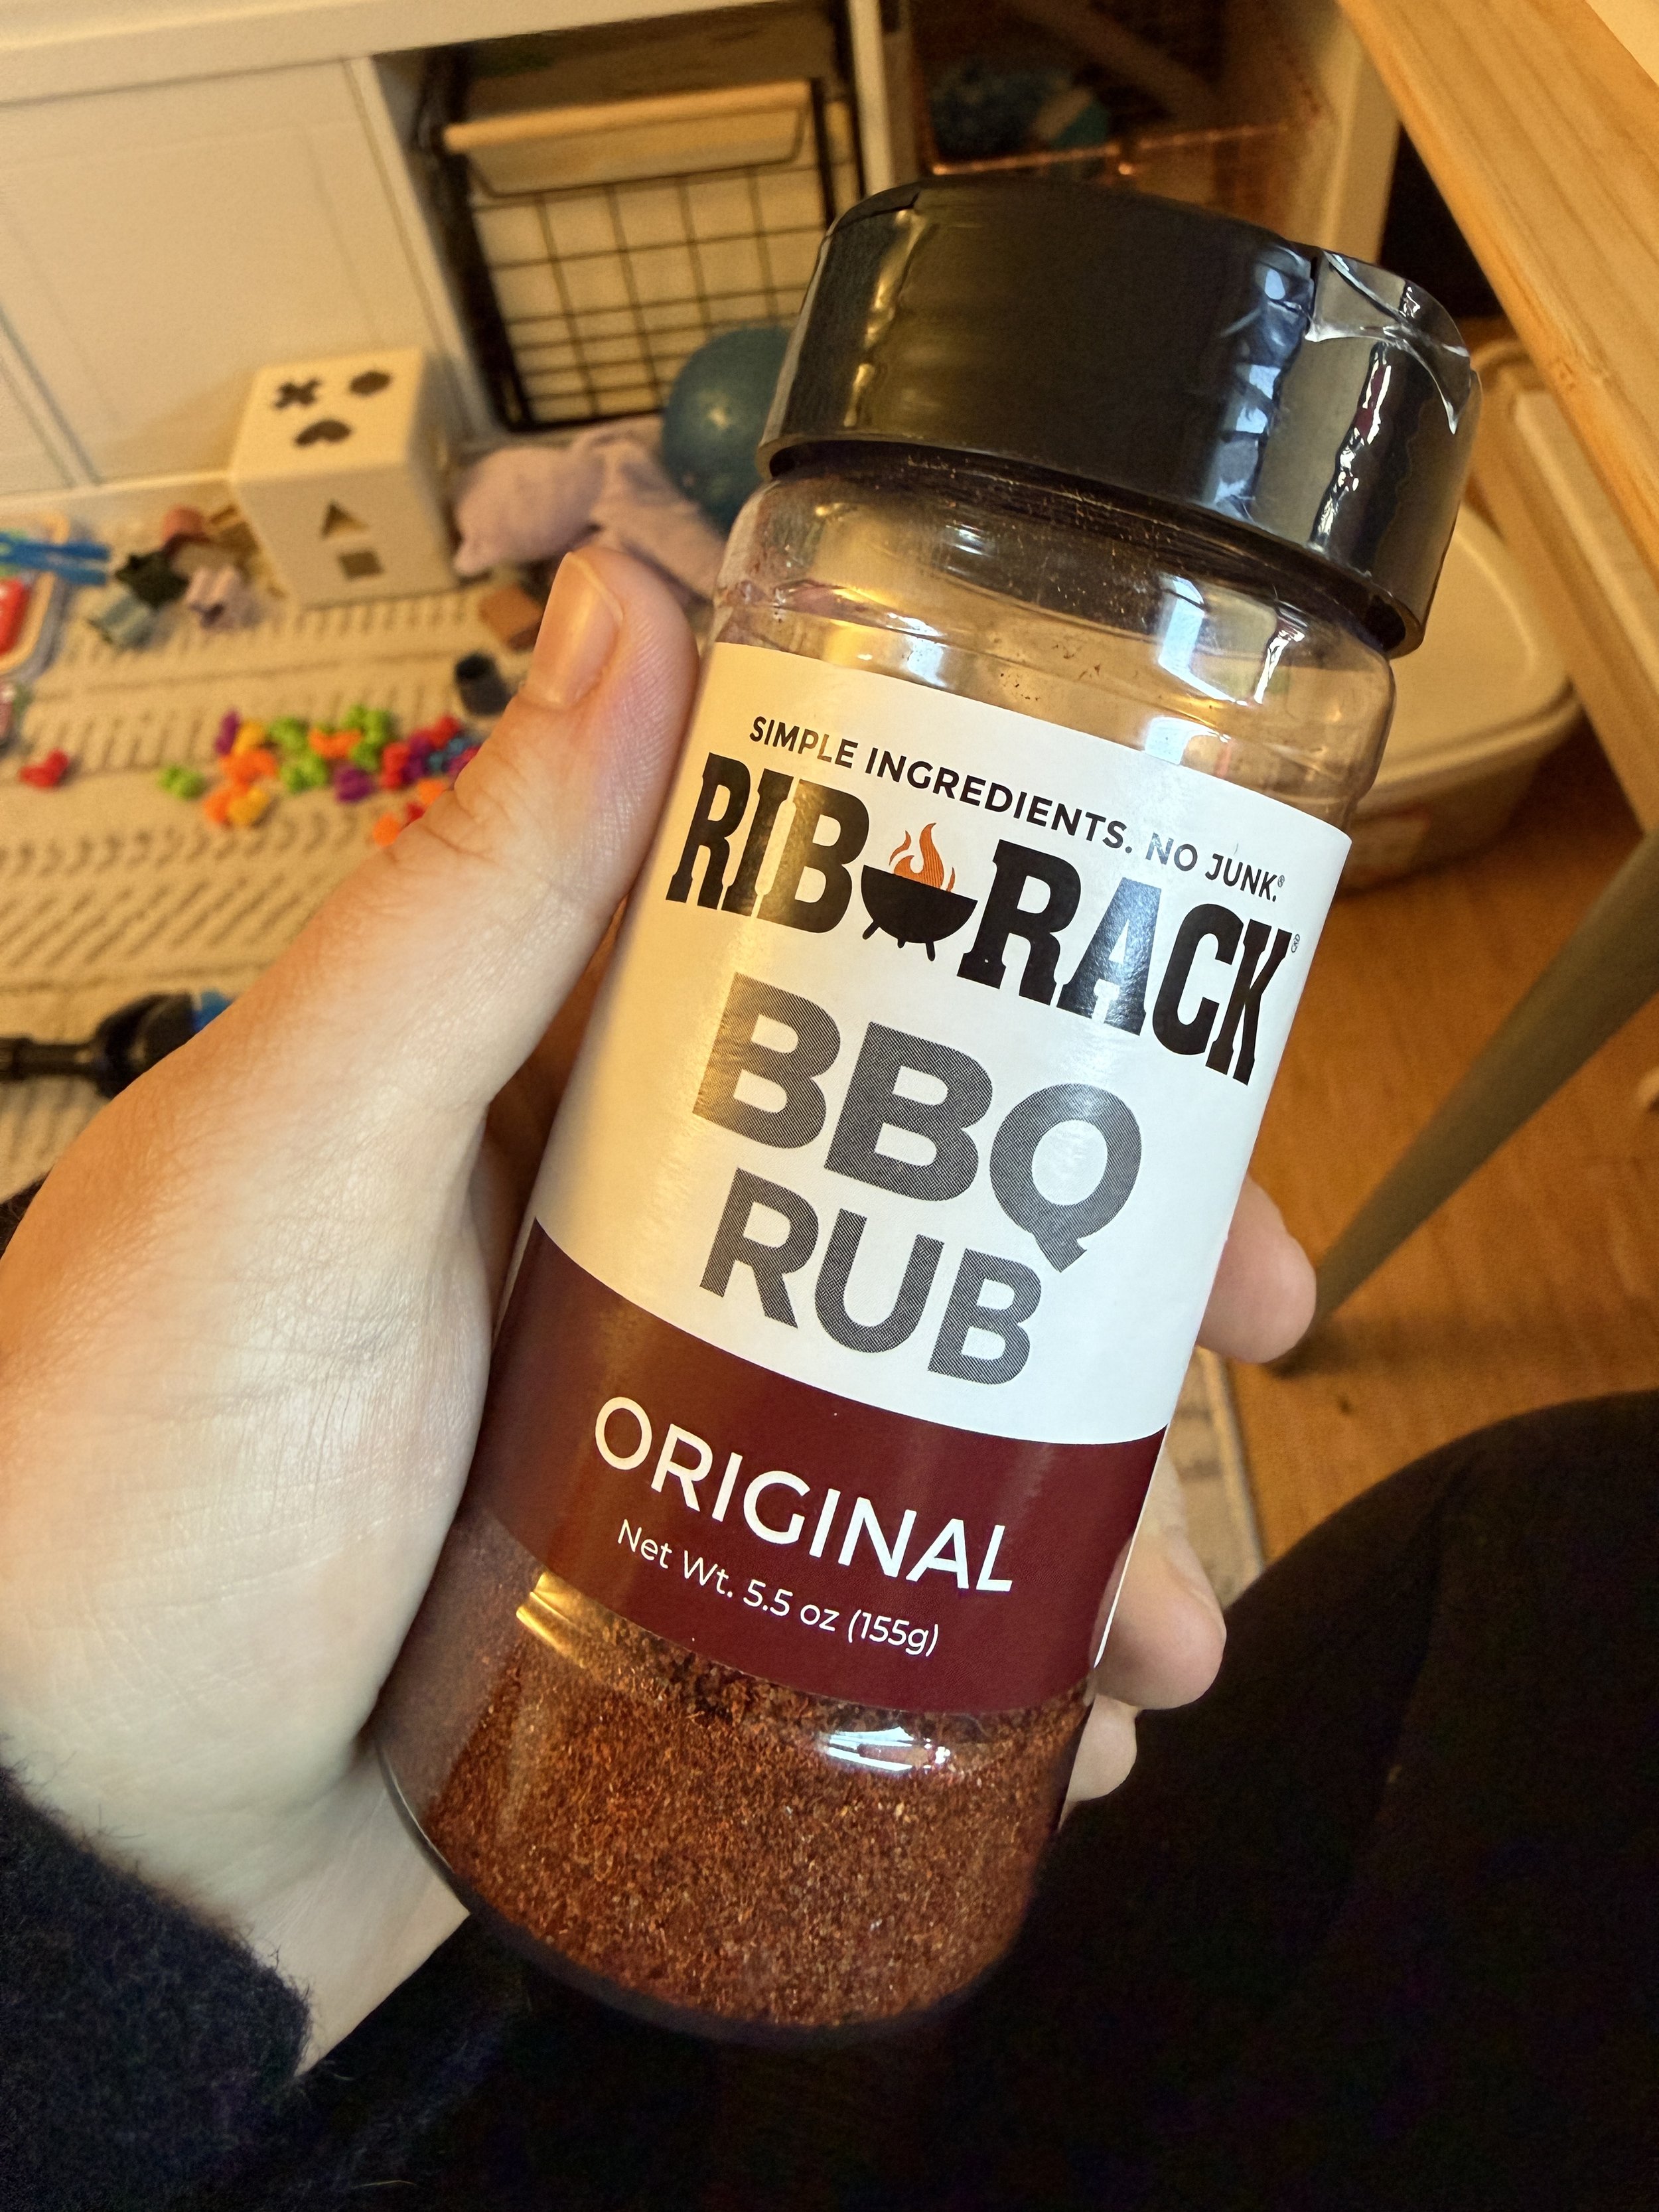 SIMPLE INGREDIENTS. NO JUNK.®
RIB RACK®
BBQ
RUB
ORIGINAL
Net Wt. 5.5 oz (155g)